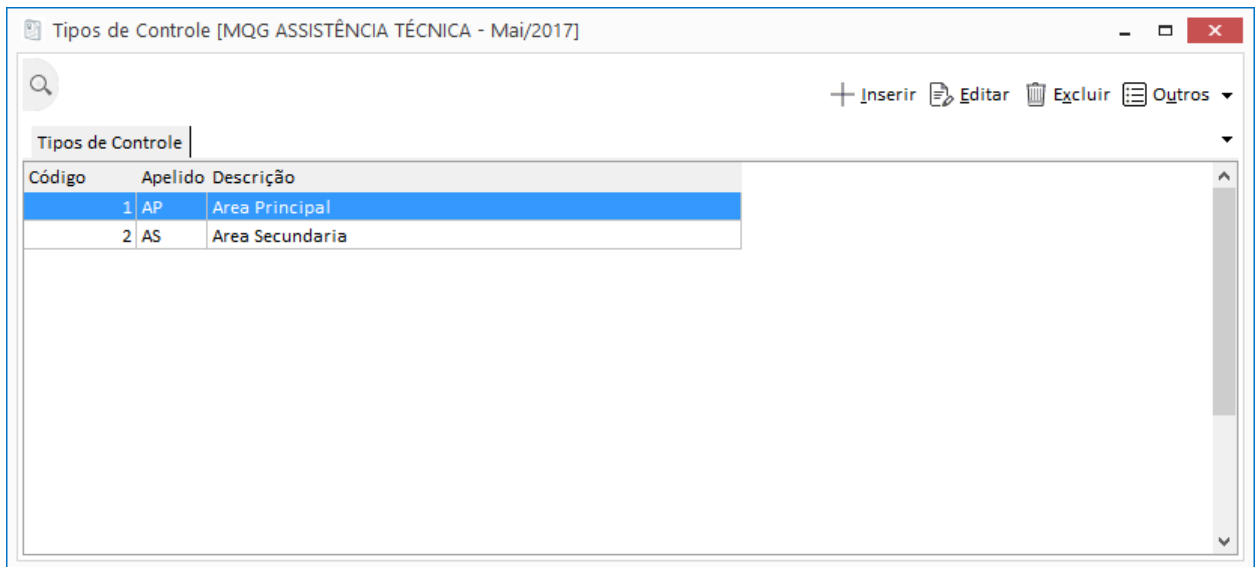 Tipos de Controle [MQG ASSISTÊNCIA TÉCNICA - Mai/2017]
Inserir Editar Excluir Outros
Tipos de Controle
Código Apelido Descrição
1 AP Area Principal
2 AS Area Secundaria